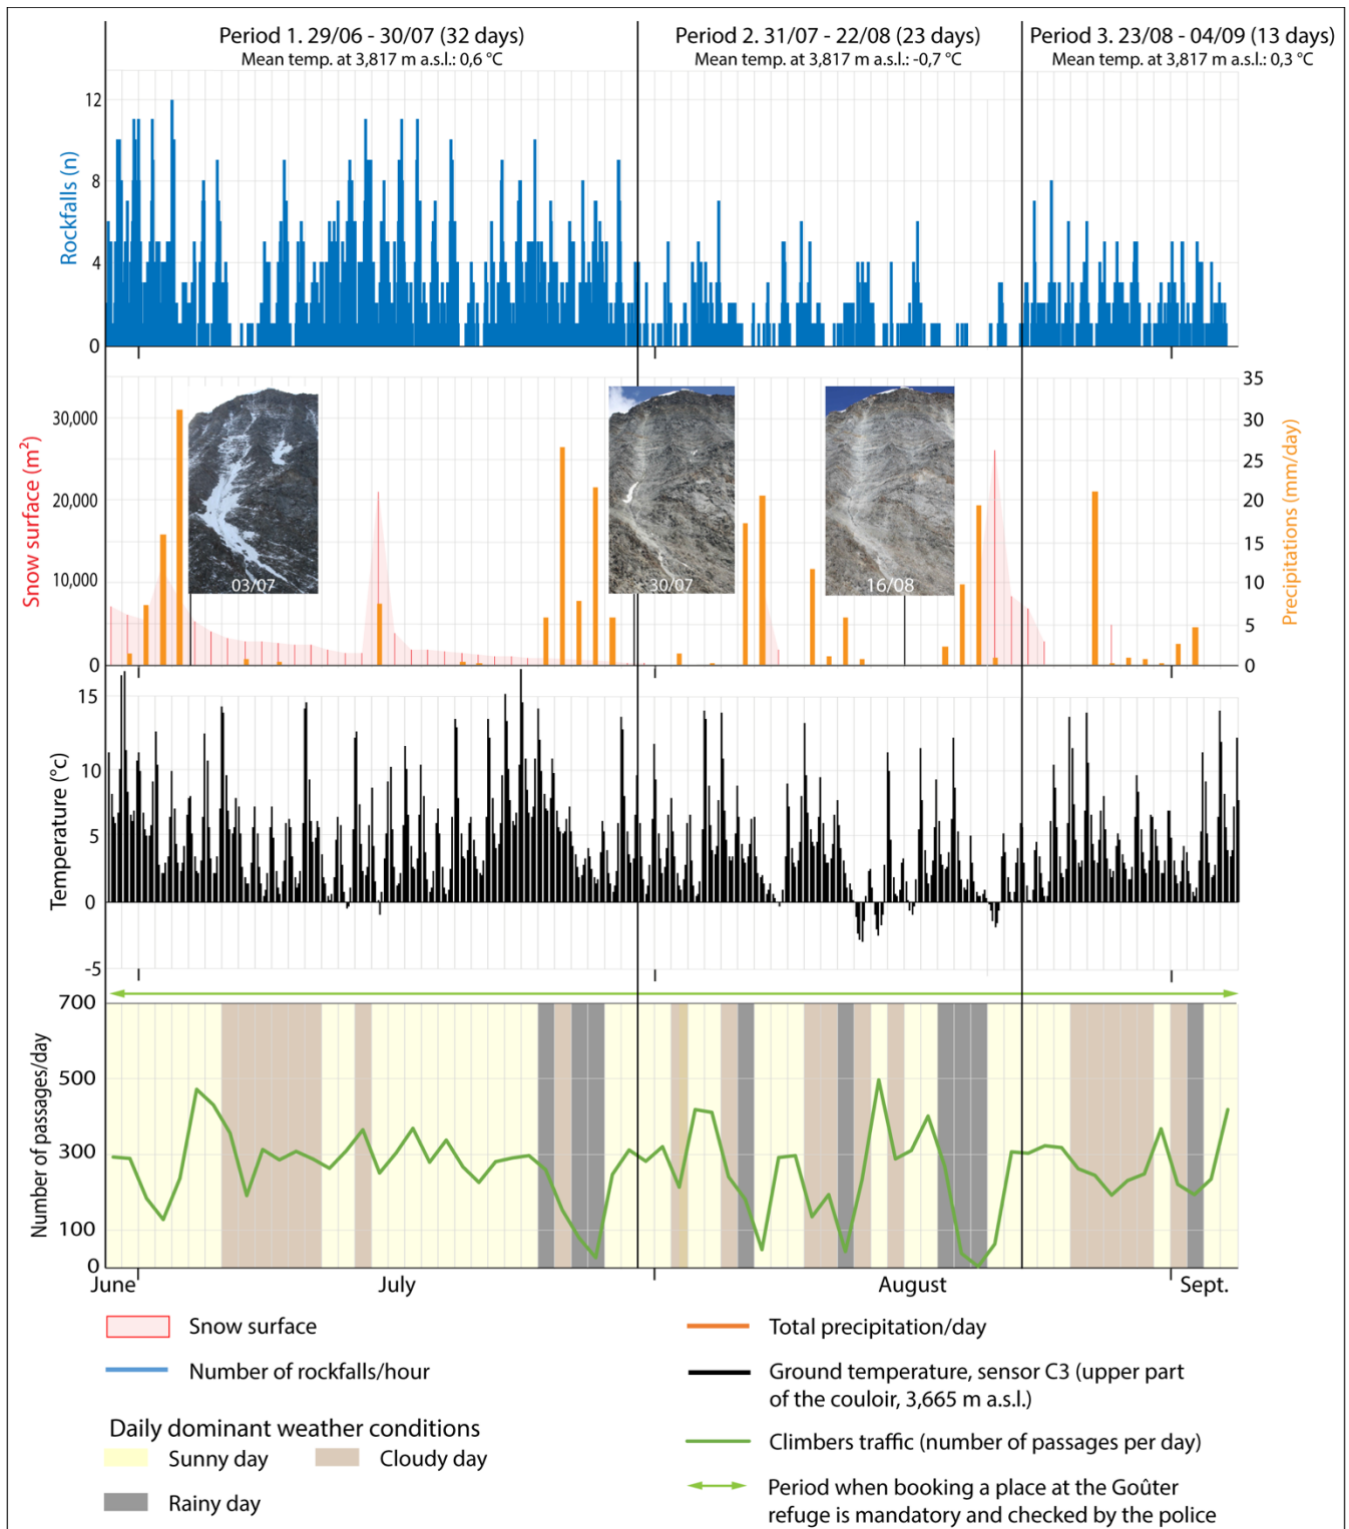 Period 1. 29/06 - 30/07 (32 days)
Mean temp. at 3,817 m a.s.l.: 0,6 °C
Period 2. 31/07 - 22/08 (23 days)
Mean temp. at 3,817 m a.s.l.: -0,7 °C
Period 3. 23/08 - 04/09 (13 days)
Mean temp. at 3,817 m a.s.l.: 0,3 °C
Rockfalls (n)
12
8
4
0
Snow surface (m²)
30,000
20,000
10,000
0
03/07
30/07
16/08
35
30
25
20
15
10
5
0
Precipitations (mm/day)
Temperature (°c)
15
10
5
0
-5
Number of passages/day
700
500
300
100
0
June
July
August
Sept.
Snow surface
Number of rockfalls/hour
Daily dominant weather conditions
Sunny day
Cloudy day
Rainy day
Total precipitation/day
Ground temperature, sensor C3 (upper part
of the couloir, 3,665 m a.s.l.)
Climbers traffic (number of passages per day)
Period when booking a place at the Goûter
refuge is mandatory and checked by the police